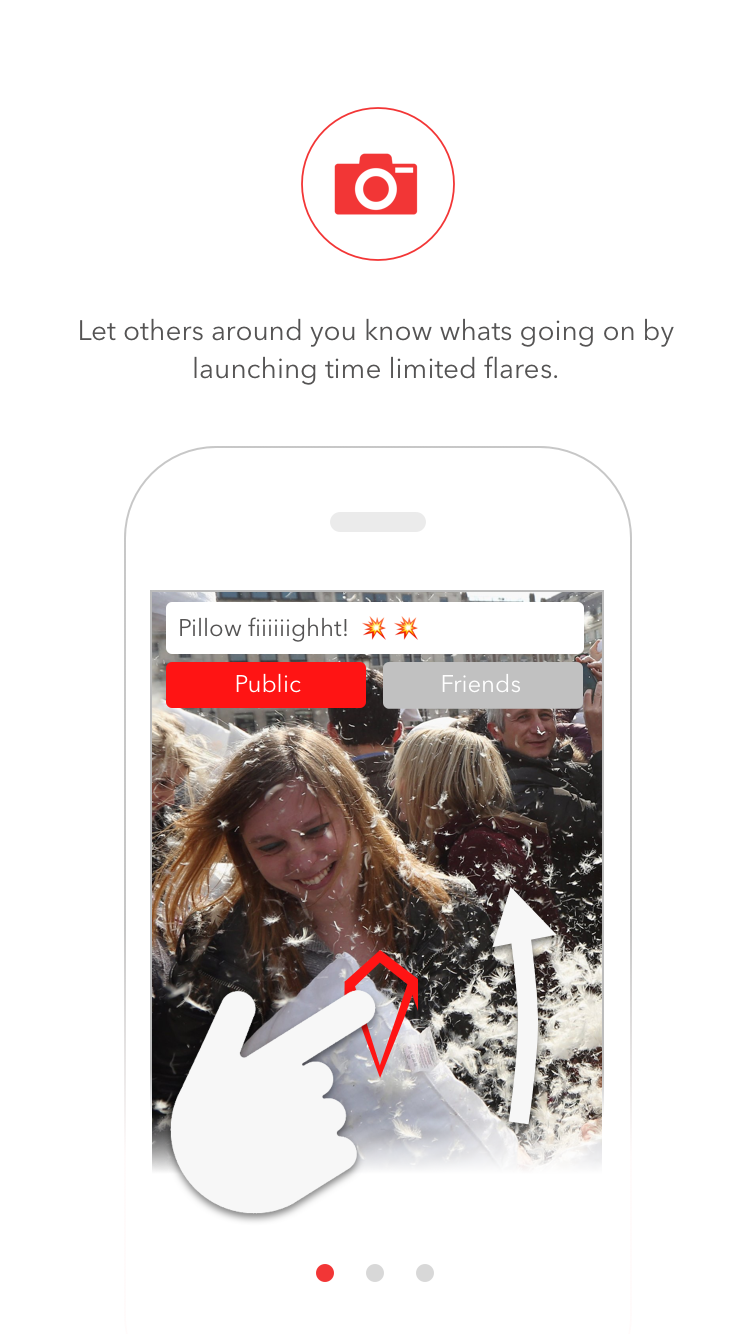 Let others around you know whats going on by
launching time limited flares.
Pillow fiiiiiighht! 💥 💥
Public
Friends